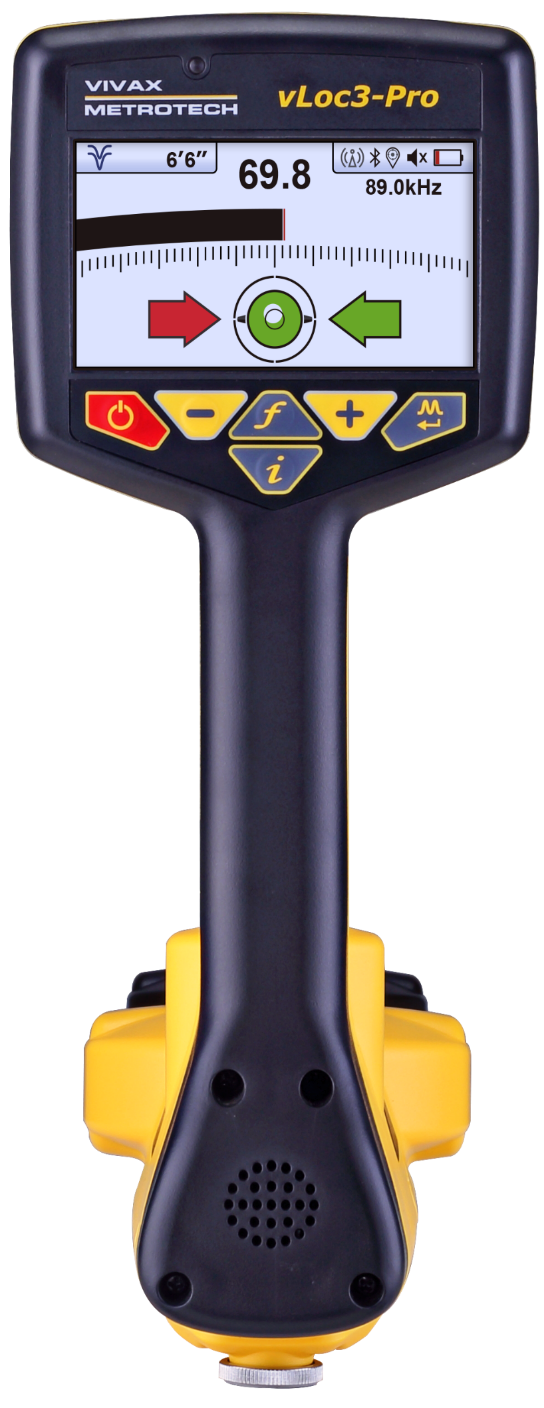 VIVAX
METROTECH
vLoc3-Pro
6′6″
69.8
89.0kHz
f
i